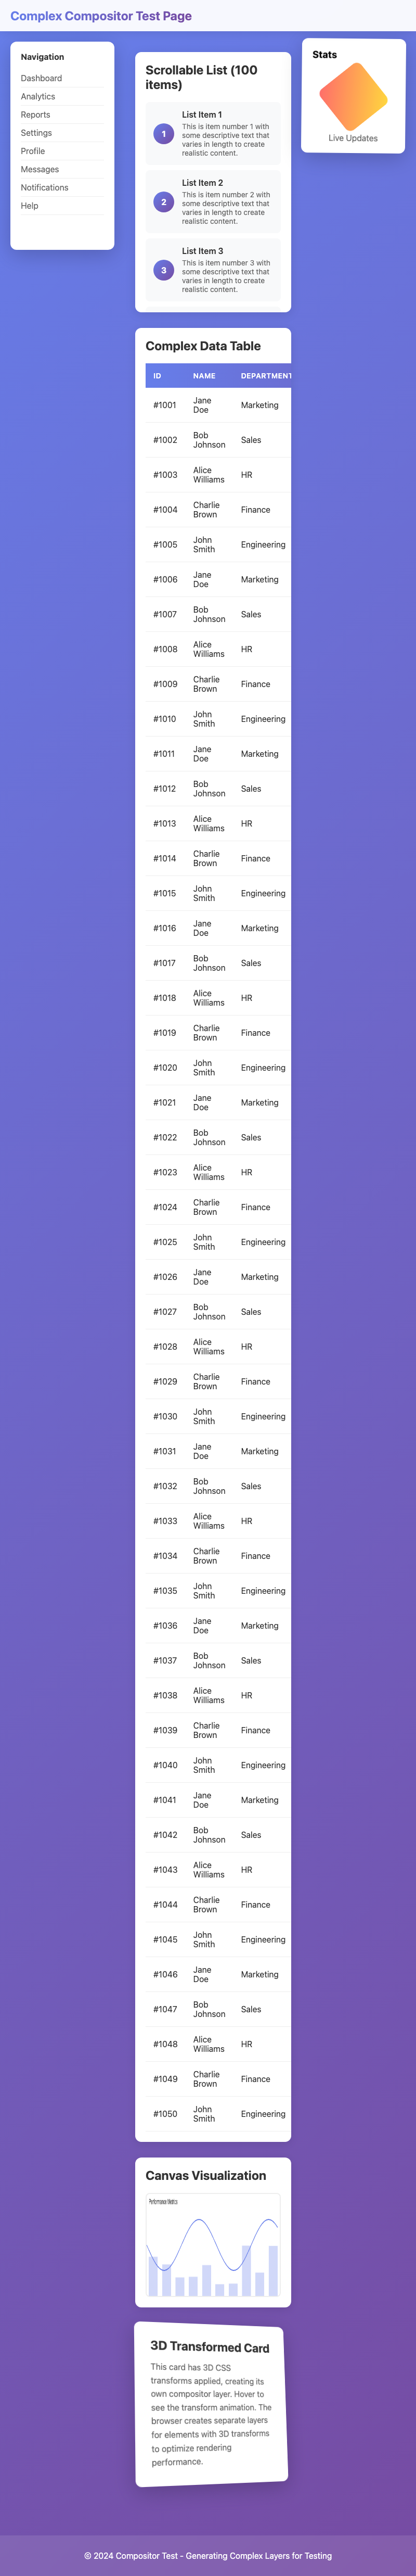 Complex Compositor Test Page
Navigation
Dashboard
Analytics
Reports
Settings
Profile
Messages
Notifications
Help
Scrollable List (100
items)
1
List Item 1
This is item number 1 with
some descriptive text that
varies in length to create
realistic content.
2
List Item 2
This is item number 2 with
some descriptive text that
varies in length to create
realistic content.
3
List Item 3
This is item number 3 with
some descriptive text that
varies in length to create
realistic content.
Stats
Live Updates
Complex Data Table
ID NAME DEPARTMENT
#1001 Jane Doe Marketing
#1002 Bob Johnson Sales
#1003 Alice Williams HR
#1004 Charlie Brown Finance
#1005 John Smith Engineering
#1006 Jane Doe Marketing
#1007 Bob Johnson Sales
#1008 Alice Williams HR
#1009 Charlie Brown Finance
#1010 John Smith Engineering
#1011 Jane Doe Marketing
#1012 Bob Johnson Sales
#1013 Alice Williams HR
#1014 Charlie Brown Finance
#1015 John Smith Engineering
#1016 Jane Doe Marketing
#1017 Bob Johnson Sales
#1018 Alice Williams HR
#1019 Charlie Brown Finance
#1020 John Smith Engineering
#1021 Jane Doe Marketing
#1022 Bob Johnson Sales
#1023 Alice Williams HR
#1024 Charlie Brown Finance
#1025 John Smith Engineering
#1026 Jane Doe Marketing
#1027 Bob Johnson Sales
#1028 Alice Williams HR
#1029 Charlie Brown Finance
#1030 John Smith Engineering
#1031 Jane Doe Marketing
#1032 Bob Johnson Sales
#1033 Alice Williams HR
#1034 Charlie Brown Finance
#1035 John Smith Engineering
#1036 Jane Doe Marketing
#1037 Bob Johnson Sales
#1038 Alice Williams HR
#1039 Charlie Brown Finance
#1040 John Smith Engineering
#1041 Jane Doe Marketing
#1042 Bob Johnson Sales
#1043 Alice Williams HR
#1044 Charlie Brown Finance
#1045 John Smith Engineering
#1046 Jane Doe Marketing
#1047 Bob Johnson Sales
#1048 Alice Williams HR
#1049 Charlie Brown Finance
#1050 John Smith Engineering
Canvas Visualization
Performance Metrics
3D Transformed Card
This card has 3D CSS
transforms applied, creating its
own compositor layer. Hover to
see the transform animation. The
browser creates separate layers
for elements with 3D transforms
to optimize rendering
performance.
© 2024 Compositor Test - Generating Complex Layers for Testing